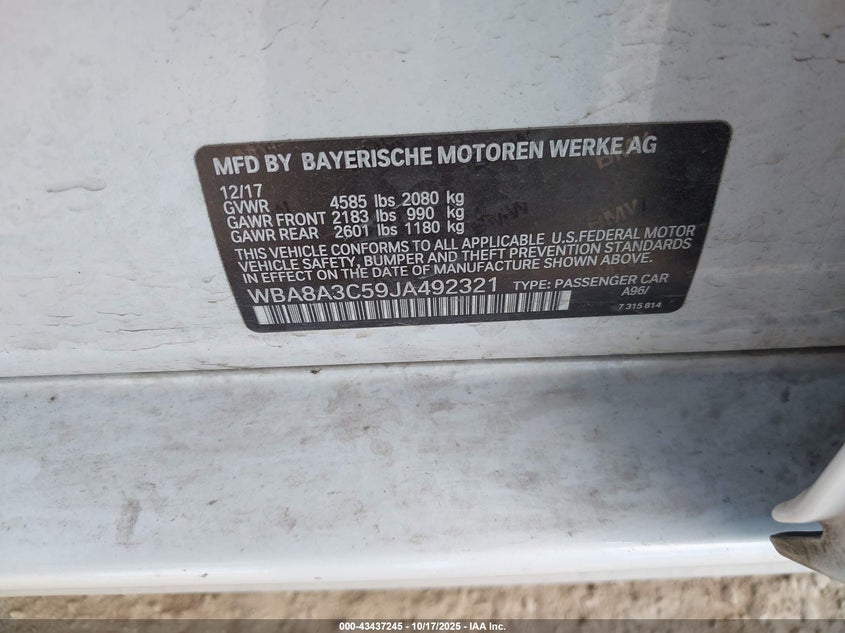 MFD BY BAYERISCHE MOTOREN WERKE AG
12/17
GVWR 4585 lbs 2080 kg
GAWR FRONT 2183 lbs 990 kg
GAWR REAR 2601 lbs 1180 kg
THIS VEHICLE CONFORMS TO ALL APPLICABLE U.S.FEDERAL MOTOR
VEHICLE SAFETY, BUMPER AND THEFT PREVENTION STANDARDS
IN EFFECT ON THE DATE OF MANUFACTURE SHOWN ABOVE.
WBA8A3C59JA492321 TYPE: PASSENGER CAR
A96/
7 315 814
000-43437245 | 10/17/2025 | IAA Inc.